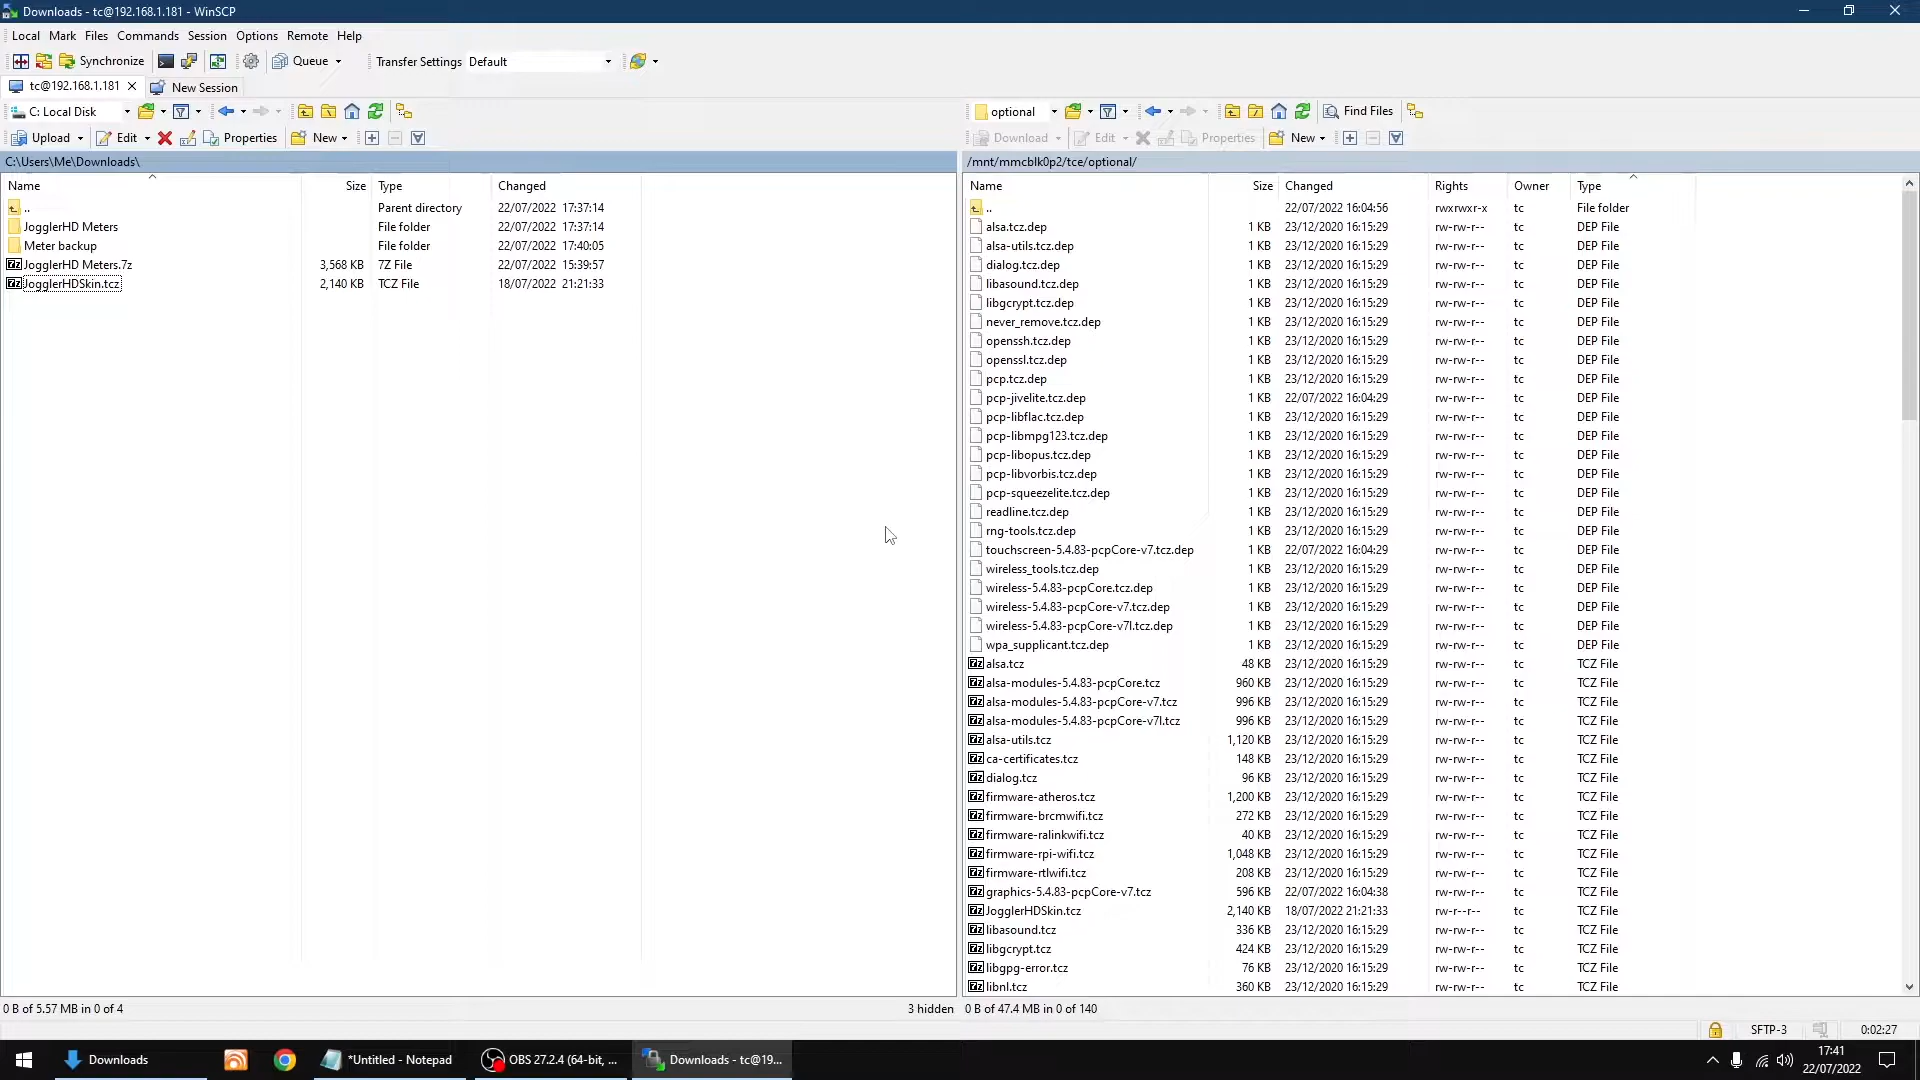 Downloads - tc@192.168.1.181 - WinSCP
Local Mark Files Commands Session Options Remote Help
Synchronize Queue Transfer Settings Default
tc@192.168.1.181 New Session
C: Local Disk
optional Find Files
Upload Edit Properties New
Download Edit Properties New
C:\Users\Me\Downloads\
/mnt/mmcblk0p2/tce/optional/
Name Size Type Changed
.. Parent directory 22/07/2022 17:37:14
JogglerHD Meters File folder 22/07/2022 17:37:14
Meter backup File folder 22/07/2022 17:40:05
JogglerHD Meters.7z 3,568 KB 7Z File 22/07/2022 15:39:57
JogglerHDSkin.tcz 2,140 KB TCZ File 18/07/2022 21:21:33
Name Size Changed Rights Owner Type
.. 22/07/2022 16:04:56 rwxrwxr-x tc File folder
alsa.tcz.dep 1 KB 23/12/2020 16:15:29 rw-rw-r-- tc DEP File
alsa-utils.tcz.dep 1 KB 23/12/2020 16:15:29 rw-rw-r-- tc DEP File
dialog.tcz.dep 1 KB 23/12/2020 16:15:29 rw-rw-r-- tc DEP File
libasound.tcz.dep 1 KB 23/12/2020 16:15:29 rw-rw-r-- tc DEP File
libgcrypt.tcz.dep 1 KB 23/12/2020 16:15:29 rw-rw-r-- tc DEP File
never_remove.tcz.dep 1 KB 23/12/2020 16:15:29 rw-rw-r-- tc DEP File
openssh.tcz.dep 1 KB 23/12/2020 16:15:29 rw-rw-r-- tc DEP File
openssl.tcz.dep 1 KB 23/12/2020 16:15:29 rw-rw-r-- tc DEP File
pcp.tcz.dep 1 KB 23/12/2020 16:15:29 rw-rw-r-- tc DEP File
pcp-jivelite.tcz.dep 1 KB 22/07/2022 16:04:29 rw-rw-r-- tc DEP File
pcp-libflac.tcz.dep 1 KB 23/12/2020 16:15:29 rw-rw-r-- tc DEP File
pcp-libmpg123.tcz.dep 1 KB 23/12/2020 16:15:29 rw-rw-r-- tc DEP File
pcp-libopus.tcz.dep 1 KB 23/12/2020 16:15:29 rw-rw-r-- tc DEP File
pcp-libvorbis.tcz.dep 1 KB 23/12/2020 16:15:29 rw-rw-r-- tc DEP File
pcp-squeezelite.tcz.dep 1 KB 23/12/2020 16:15:29 rw-rw-r-- tc DEP File
readline.tcz.dep 1 KB 23/12/2020 16:15:29 rw-rw-r-- tc DEP File
rng-tools.tcz.dep 1 KB 23/12/2020 16:15:29 rw-rw-r-- tc DEP File
touchscreen-5.4.83-pcpCore-v7.tcz.dep 1 KB 22/07/2022 16:04:29 rw-rw-r-- tc DEP File
wireless_tools.tcz.dep 1 KB 23/12/2020 16:15:29 rw-rw-r-- tc DEP File
wireless-5.4.83-pcpCore.tcz.dep 1 KB 23/12/2020 16:15:29 rw-rw-r-- tc DEP File
wireless-5.4.83-pcpCore-v7.tcz.dep 1 KB 23/12/2020 16:15:29 rw-rw-r-- tc DEP File
wireless-5.4.83-pcpCore-v7l.tcz.dep 1 KB 23/12/2020 16:15:29 rw-rw-r-- tc DEP File
wpa_supplicant.tcz.dep 1 KB 23/12/2020 16:15:29 rw-rw-r-- tc DEP File
alsa.tcz 48 KB 23/12/2020 16:15:29 rw-rw-r-- tc TCZ File
alsa-modules-5.4.83-pcpCore.tcz 960 KB 23/12/2020 16:15:29 rw-rw-r-- tc TCZ File
alsa-modules-5.4.83-pcpCore-v7.tcz 996 KB 23/12/2020 16:15:29 rw-rw-r-- tc TCZ File
alsa-modules-5.4.83-pcpCore-v7l.tcz 996 KB 23/12/2020 16:15:29 rw-rw-r-- tc TCZ File
alsa-utils.tcz 1,120 KB 23/12/2020 16:15:29 rw-rw-r-- tc TCZ File
ca-certificates.tcz 148 KB 23/12/2020 16:15:29 rw-rw-r-- tc TCZ File
dialog.tcz 96 KB 23/12/2020 16:15:29 rw-rw-r-- tc TCZ File
firmware-atheros.tcz 1,200 KB 23/12/2020 16:15:29 rw-rw-r-- tc TCZ File
firmware-brcmwifi.tcz 272 KB 23/12/2020 16:15:29 rw-rw-r-- tc TCZ File
firmware-ralinkwifi.tcz 40 KB 23/12/2020 16:15:29 rw-rw-r-- tc TCZ File
firmware-rpi-wifi.tcz 1,048 KB 23/12/2020 16:15:29 rw-rw-r-- tc TCZ File
firmware-rtlwifi.tcz 208 KB 23/12/2020 16:15:29 rw-rw-r-- tc TCZ File
graphics-5.4.83-pcpCore-v7.tcz 596 KB 22/07/2022 16:04:38 rw-rw-r-- tc TCZ File
JogglerHDSkin.tcz 2,140 KB 18/07/2022 21:21:33 rw-r--r-- tc TCZ File
libasound.tcz 336 KB 23/12/2020 16:15:29 rw-rw-r-- tc TCZ File
libgcrypt.tcz 424 KB 23/12/2020 16:15:29 rw-rw-r-- tc TCZ File
libgpg-error.tcz 76 KB 23/12/2020 16:15:29 rw-rw-r-- tc TCZ File
libnl.tcz 360 KB 23/12/2020 16:15:29 rw-rw-r-- tc TCZ File
0 B of 5.57 MB in 0 of 4 3 hidden
0 B of 47.4 MB in 0 of 140
SFTP-3 0:02:27
Downloads *Untitled - Notepad OBS 27.2.4 (64-bit, ... Downloads - tc@19...
17:41
22/07/2022